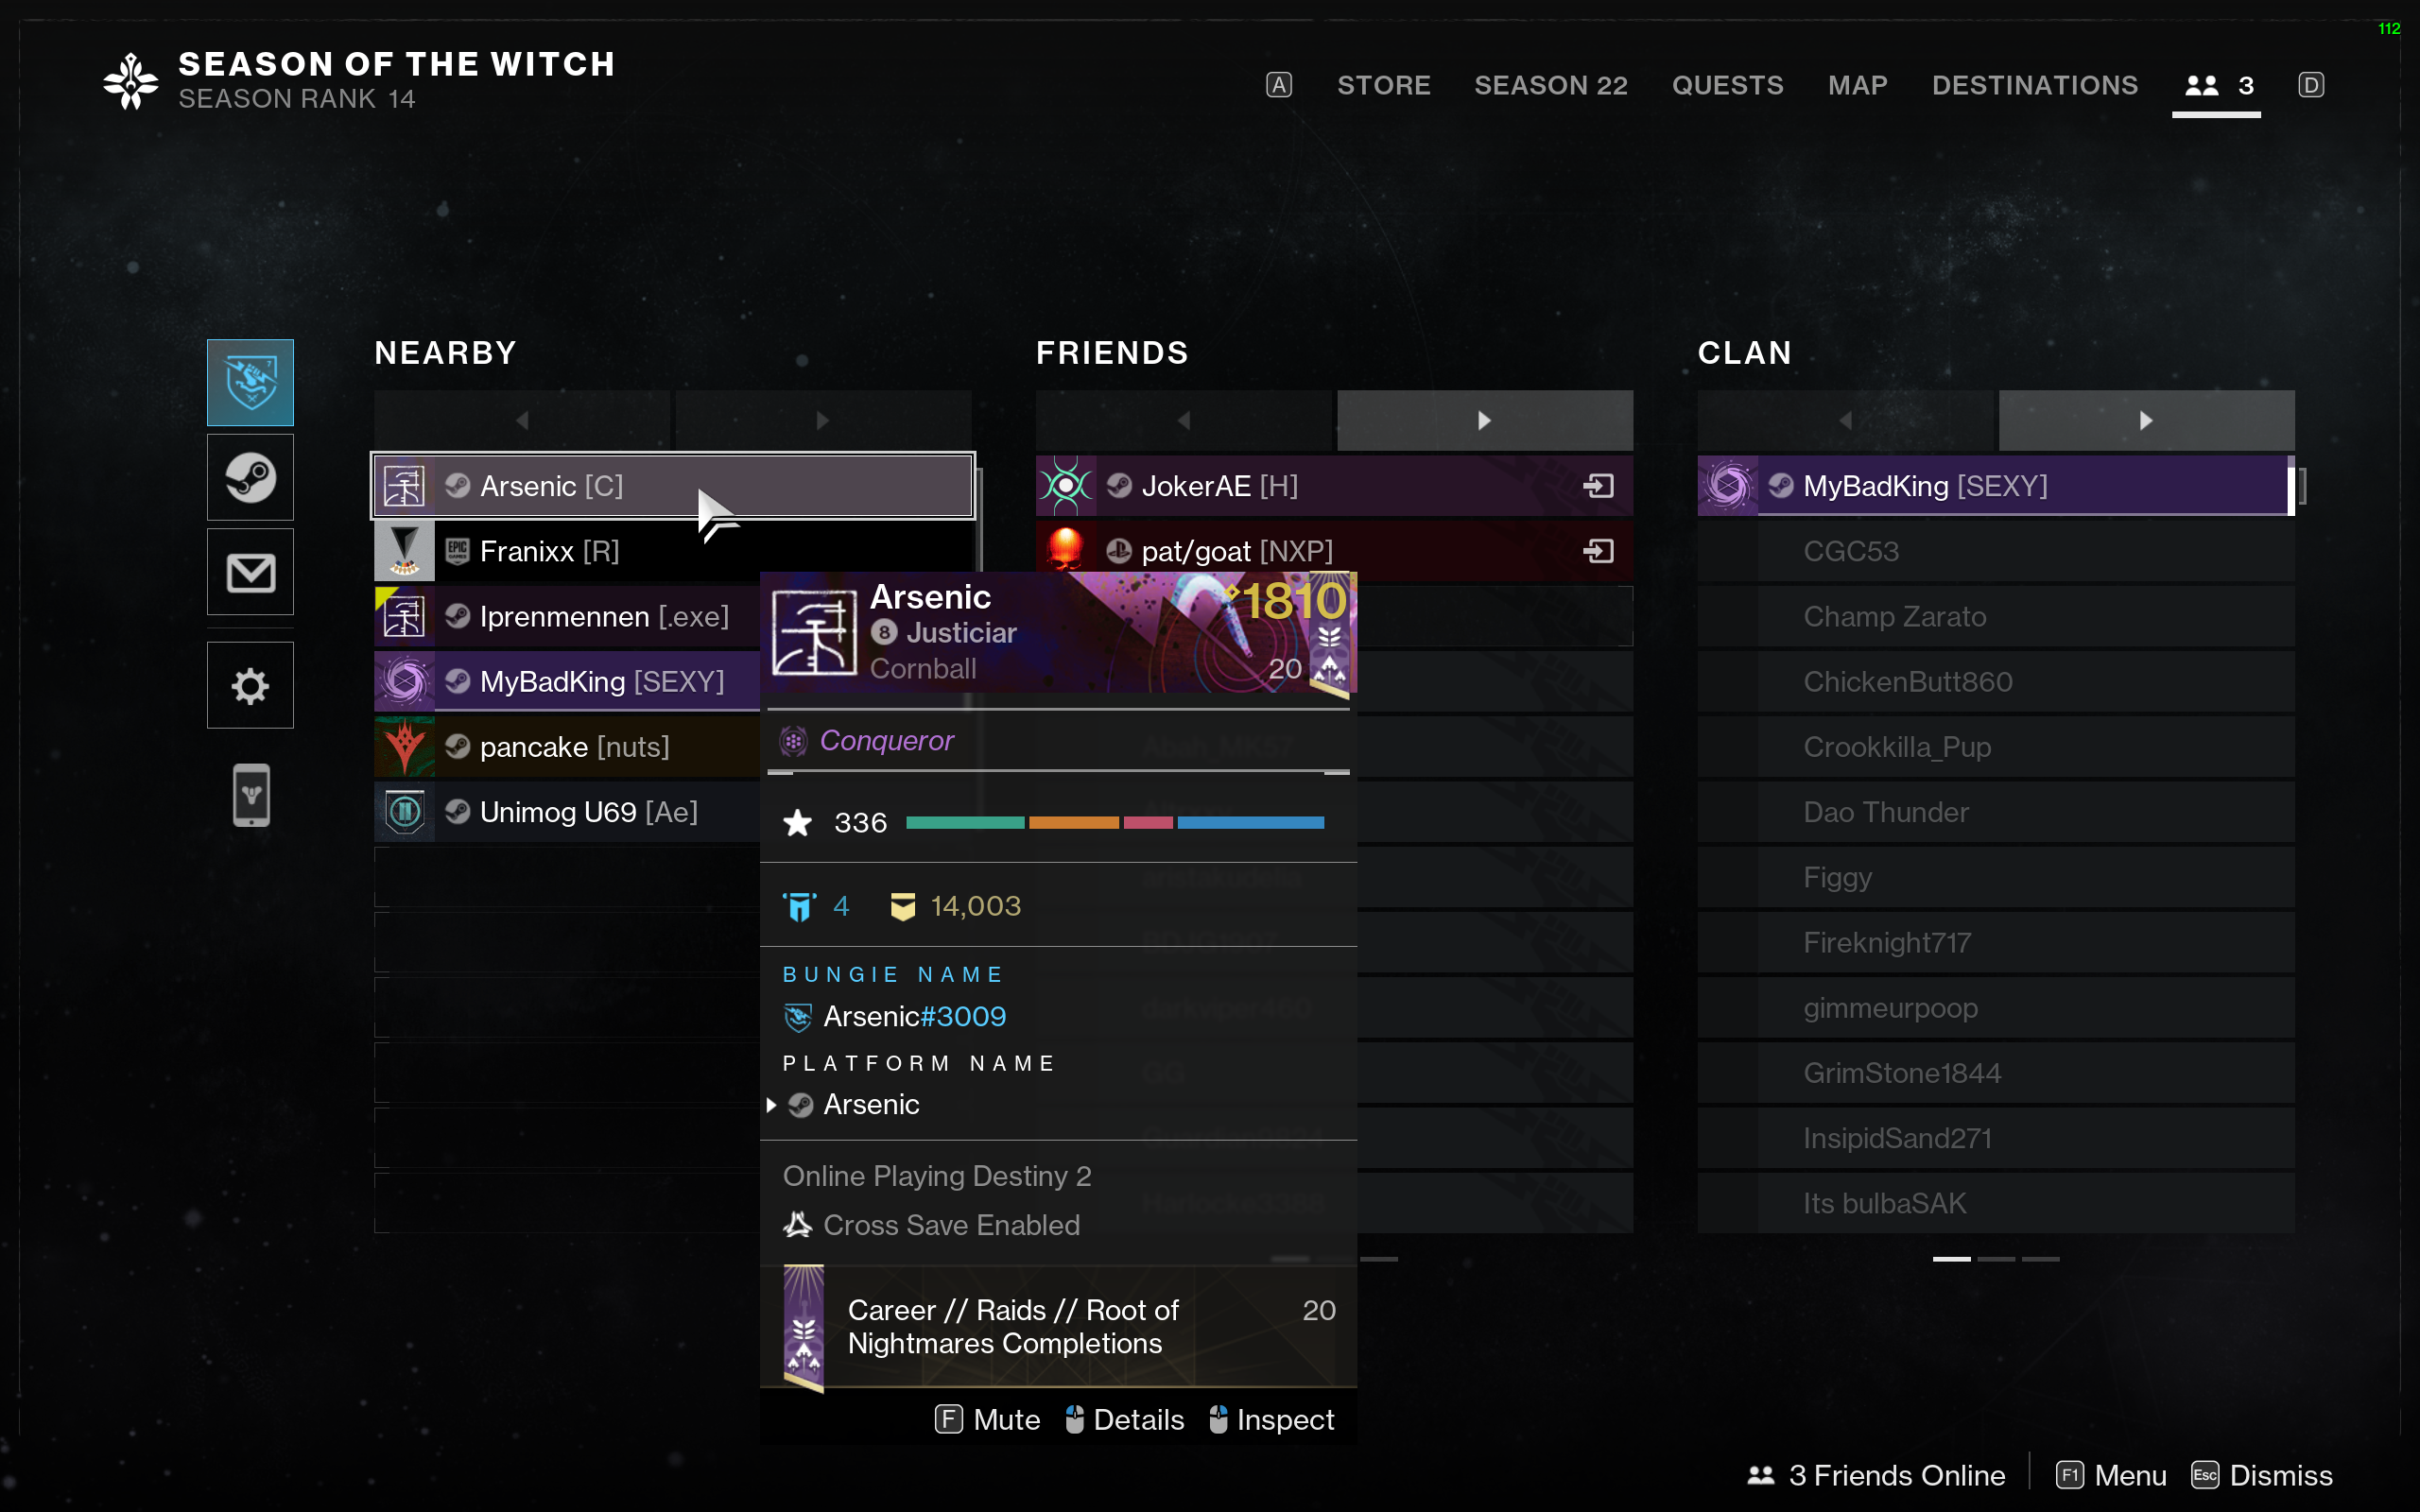 112
SEASON OF THE WITCH
SEASON RANK 14
A STORE SEASON 22 QUESTS MAP DESTINATIONS 3 D
NEARBY
Arsenic [C]
EPIC GAMES Franixx [R]
Iprenmennen [.exe]
MyBadKing [SEXY]
pancake [nuts]
Unimog U69 [Ae]
FRIENDS
JokerAE [H]
pat/goat [NXP]
Arsenic
1810
8 Justiciar
Cornball
20
Conqueror
336
4 14,003
BUNGIE NAME
Arsenic#3009
PLATFORM NAME
Arsenic
Online Playing Destiny 2
Cross Save Enabled
Career // Raids // Root of
Nightmares Completions
20
F Mute Details Inspect
CLAN
MyBadKing [SEXY]
CGC53
Champ Zarato
ChickenButt860
Crookkilla_Pup
Dao Thunder
Figgy
Fireknight717
gimmeurpoop
GrimStone1844
InsipidSand271
Its bulbaSAK
3 Friends Online F1 Menu Esc Dismiss